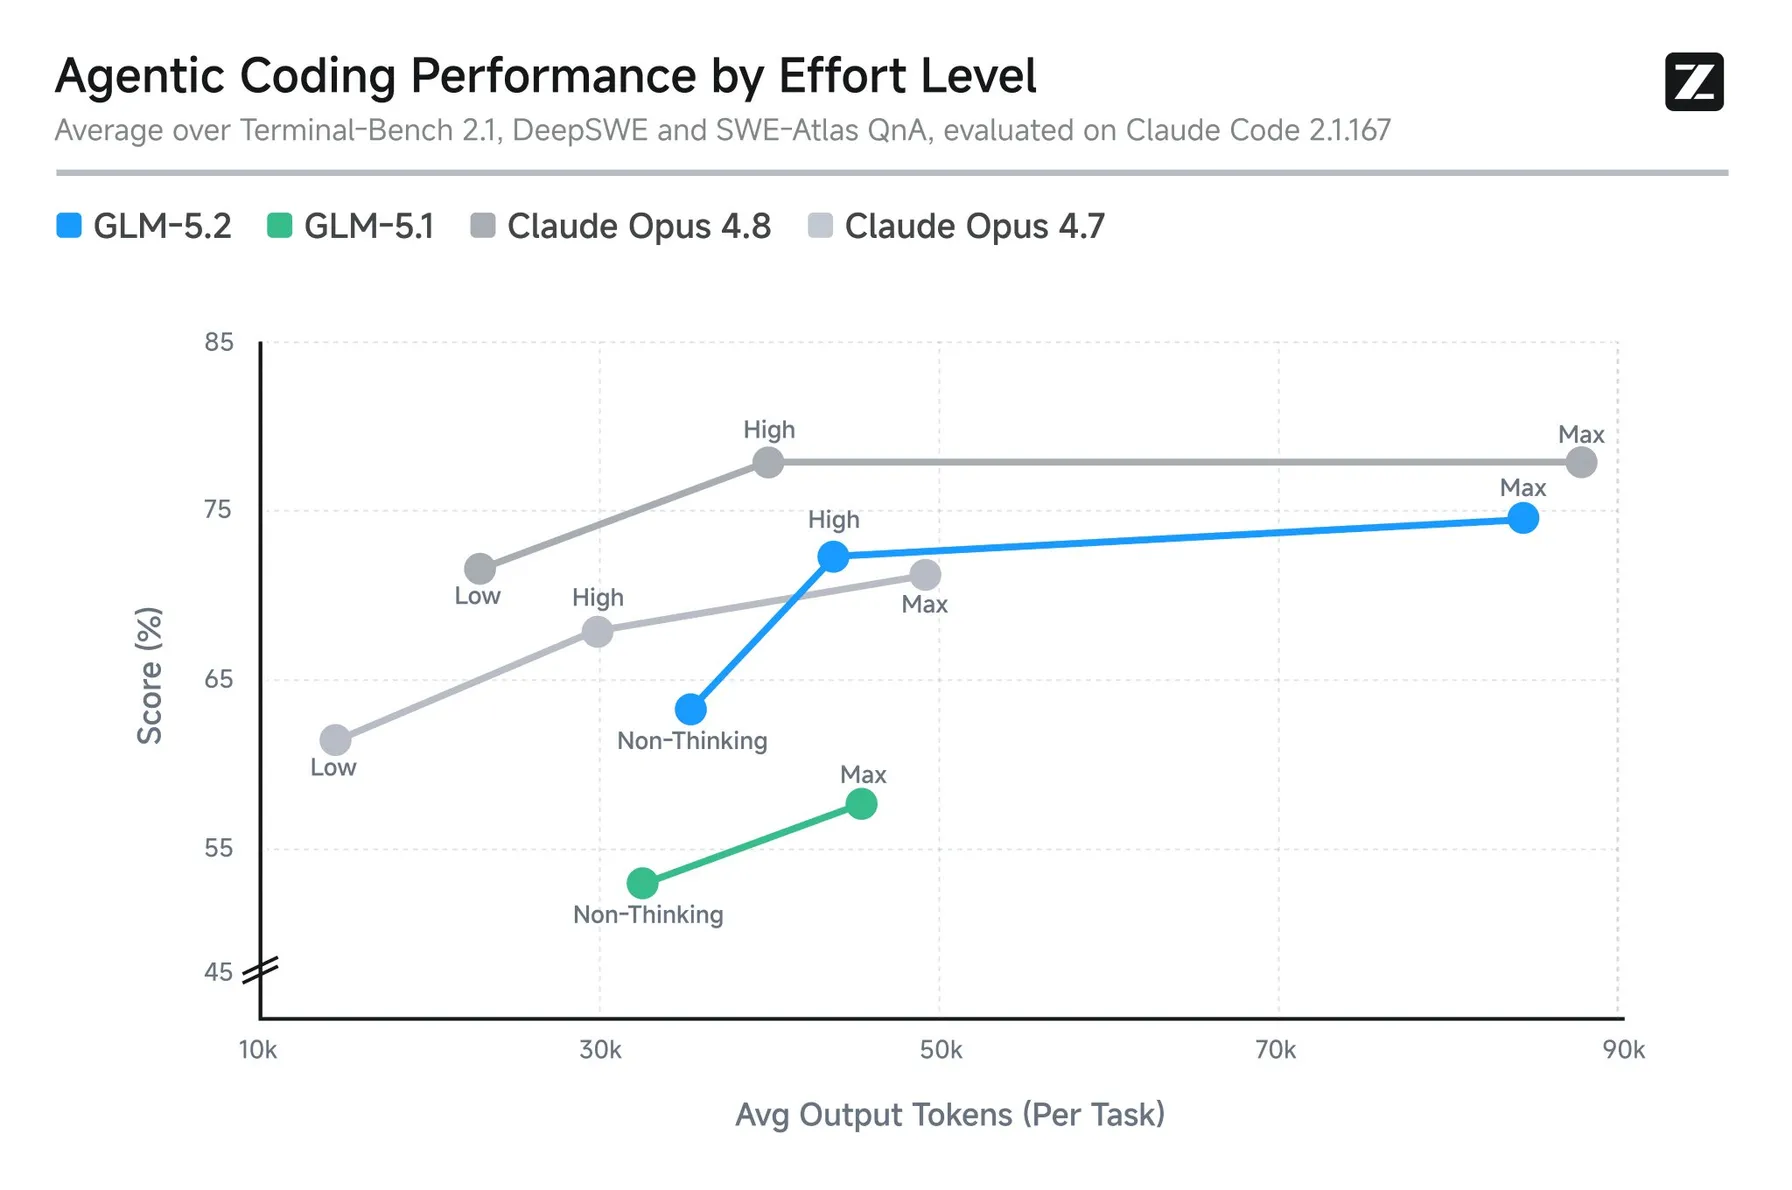 Agentic Coding Performance by Effort Level
Average over Terminal-Bench 2.1, DeepSWE and SWE-Atlas QnA, evaluated on Claude Code 2.1.167
GLM-5.2 GLM-5.1 Claude Opus 4.8 Claude Opus 4.7
85
High
Max
Max
75
High
Low
High
Max
Score (%)
65
Non-Thinking
Low
Max
55
Non-Thinking
45
10k 30k 50k 70k 90k
Avg Output Tokens (Per Task)